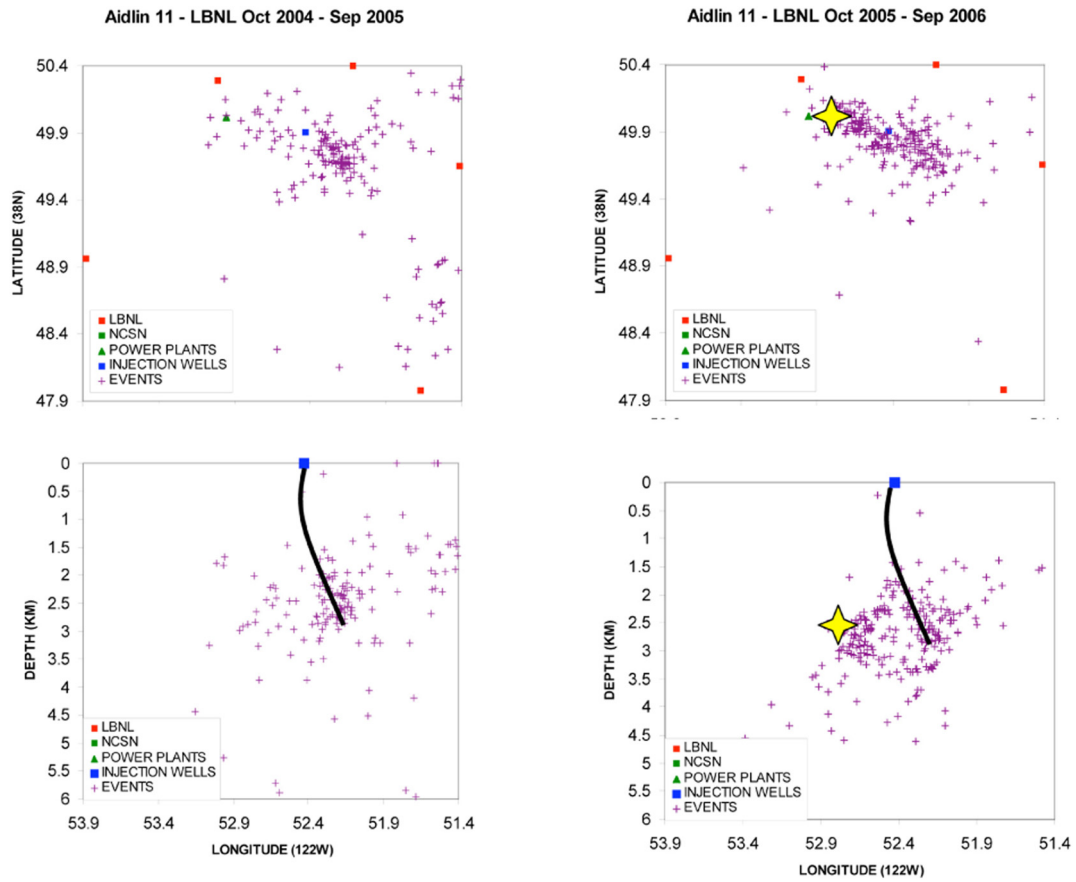 Aidlin 11 - LBNL Oct 2004 - Sep 2005
50.4
49.9
49.4
48.9
48.4
47.9
LATITUDE (38N)
LBNL
NCSN
POWER PLANTS
INJECTION WELLS
EVENTS
Aidlin 11 - LBNL Oct 2005 - Sep 2006
50.4
49.9
49.4
48.9
48.4
47.9
LATITUDE (38N)
LBNL
NCSN
POWER PLANTS
INJECTION WELLS
EVENTS
0
0.5
1
1.5
2
2.5
3
3.5
4
4.5
5
5.5
6
DEPTH (KM)
LBNL
NCSN
POWER PLANTS
INJECTION WELLS
EVENTS
53.9 53.4 52.9 52.4 51.9 51.4
LONGITUDE (122W)
0
0.5
1
1.5
2
2.5
3
3.5
4
4.5
5
5.5
6
DEPTH (KM)
LBNL
NCSN
POWER PLANTS
INJECTION WELLS
EVENTS
53.9 53.4 52.9 52.4 51.9 51.4
LONGITUDE (122W)